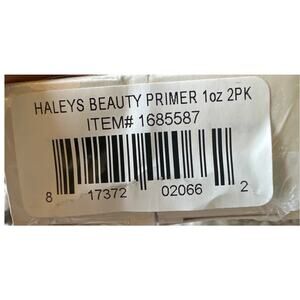 HALEYS BEAUTY PRIMER 1oz 2PK
ITEM# 1685587
8 17372 02066 2